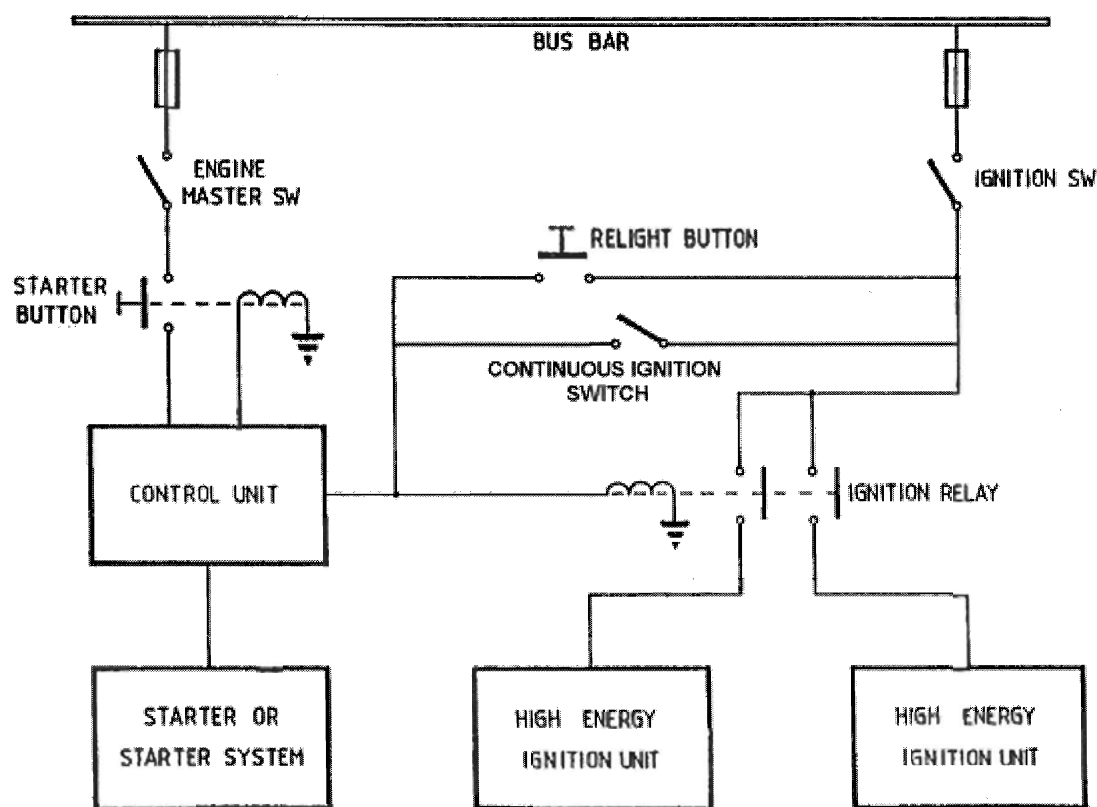 BUS BAR
ENGINE
MASTER SW
IGNITION SW
RELIGHT BUTTON
STARTER
BUTTON
CONTINUOUS IGNITION
SWITCH
CONTROL UNIT
IGNITION RELAY
STARTER OR
STARTER SYSTEM
HIGH ENERGY
IGNITION UNIT
HIGH ENERGY
IGNITION UNIT